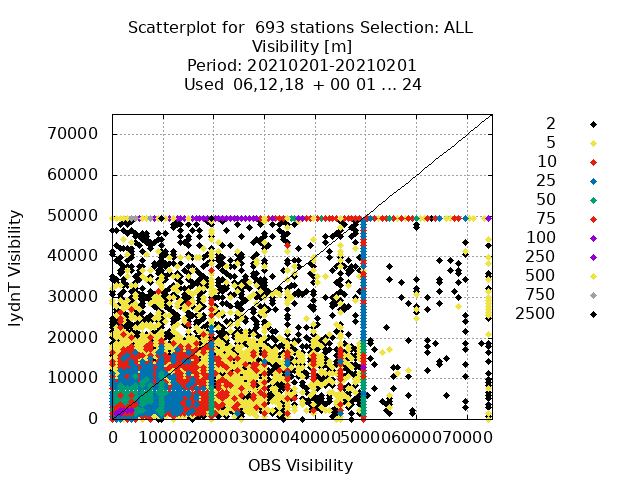 Scatterplot for  693 stations Selection: ALL
Visibility [m]
Period: 20210201-20210201
Used  06,12,18  + 00 01 ... 24
70000
60000
50000
40000
30000
20000
10000
0
IydnT Visibility
0 10000 20000 30000 40000 50000 60000 70000
OBS Visibility
2
5
10
25
50
75
100
250
500
750
2500